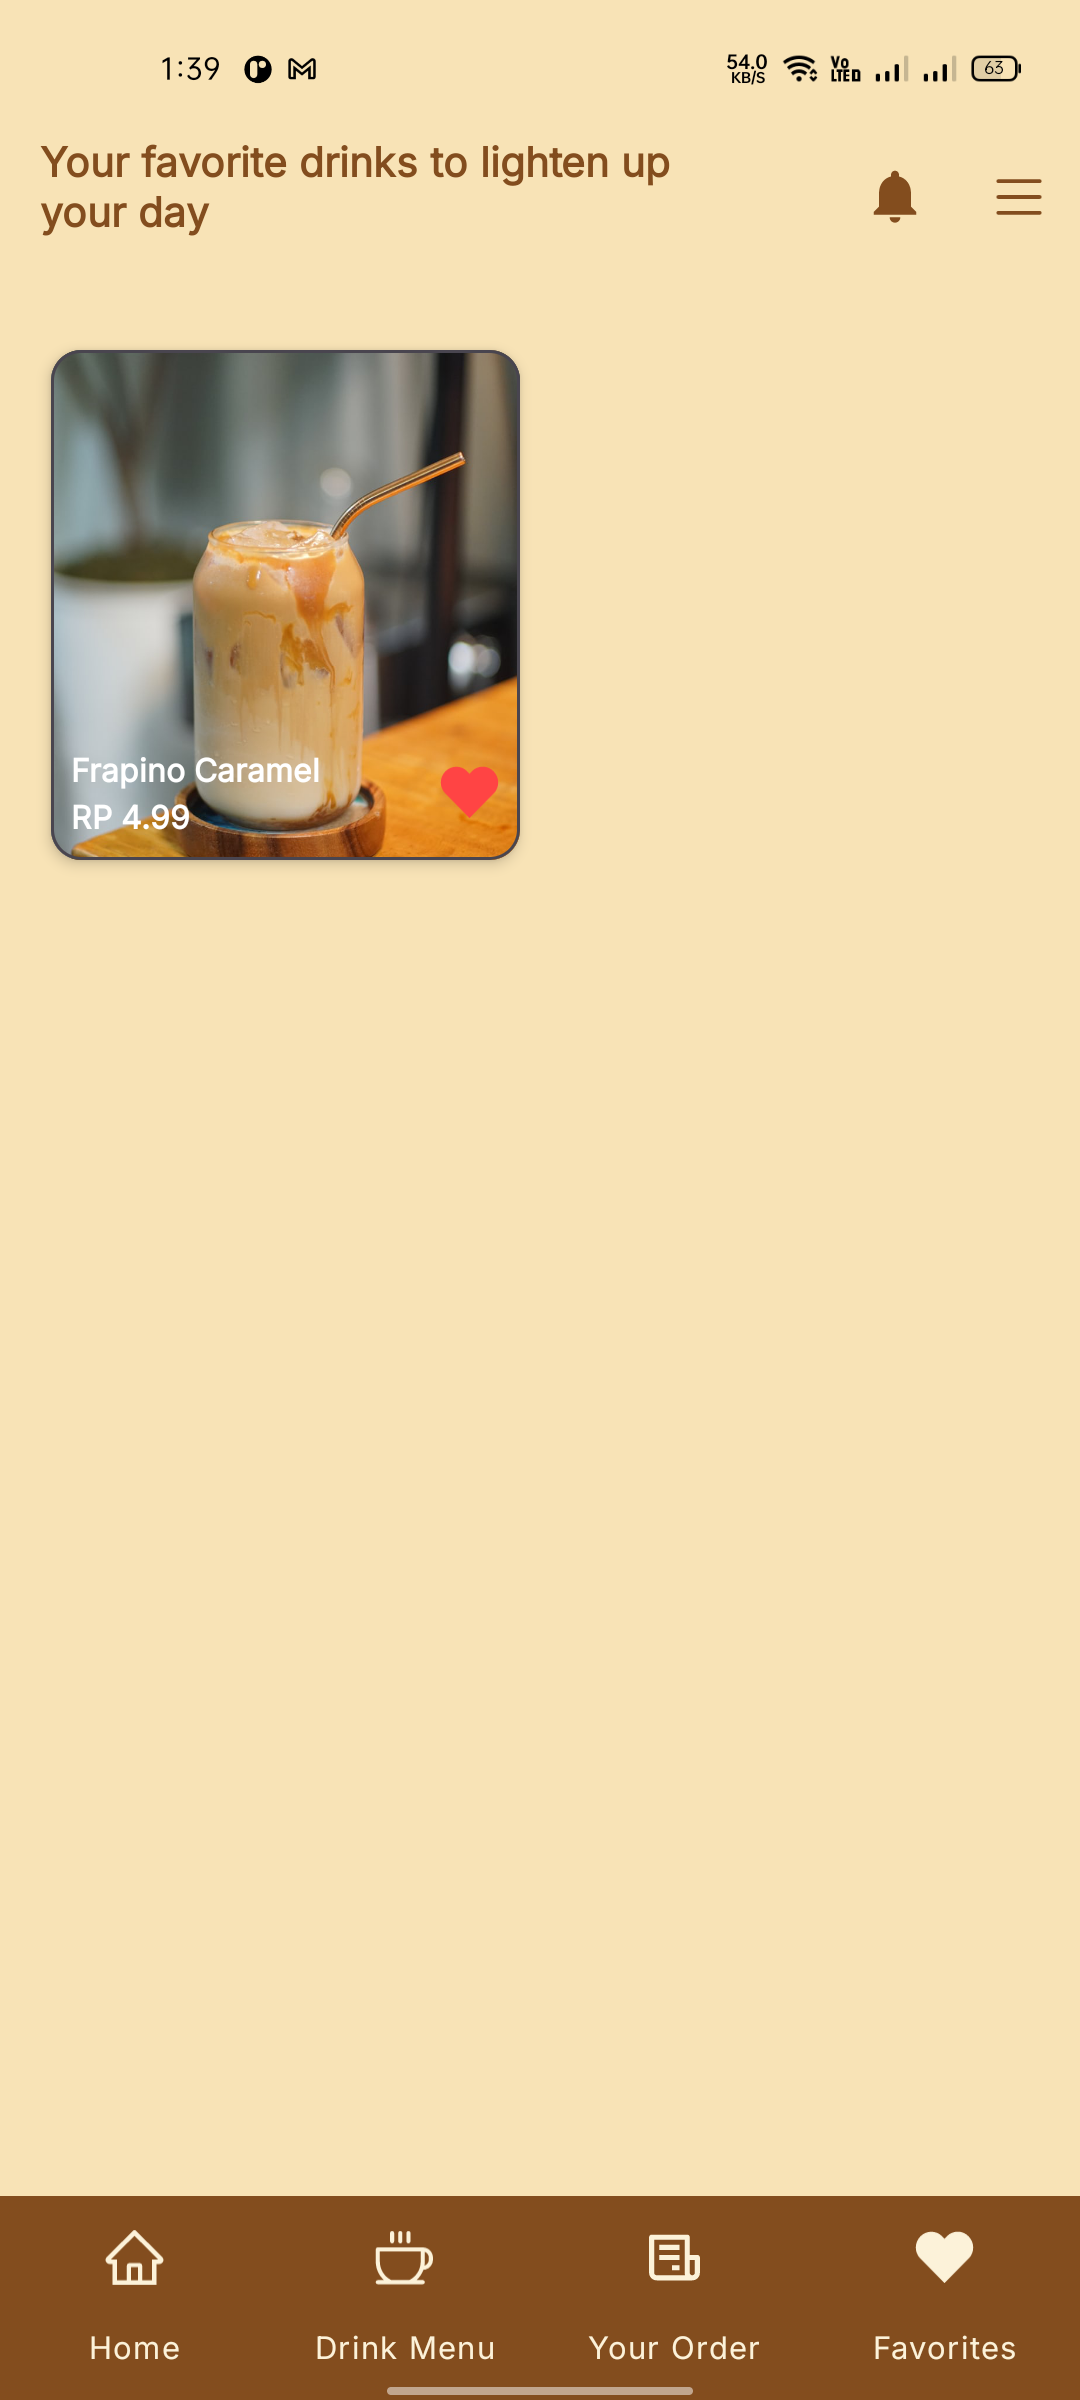 1:39
54.0
KB/S
Vo
LTED
63
Your favorite drinks to lighten up
your day
Frapino Caramel
RP 4.99
Home
Drink Menu
Your Order
Favorites